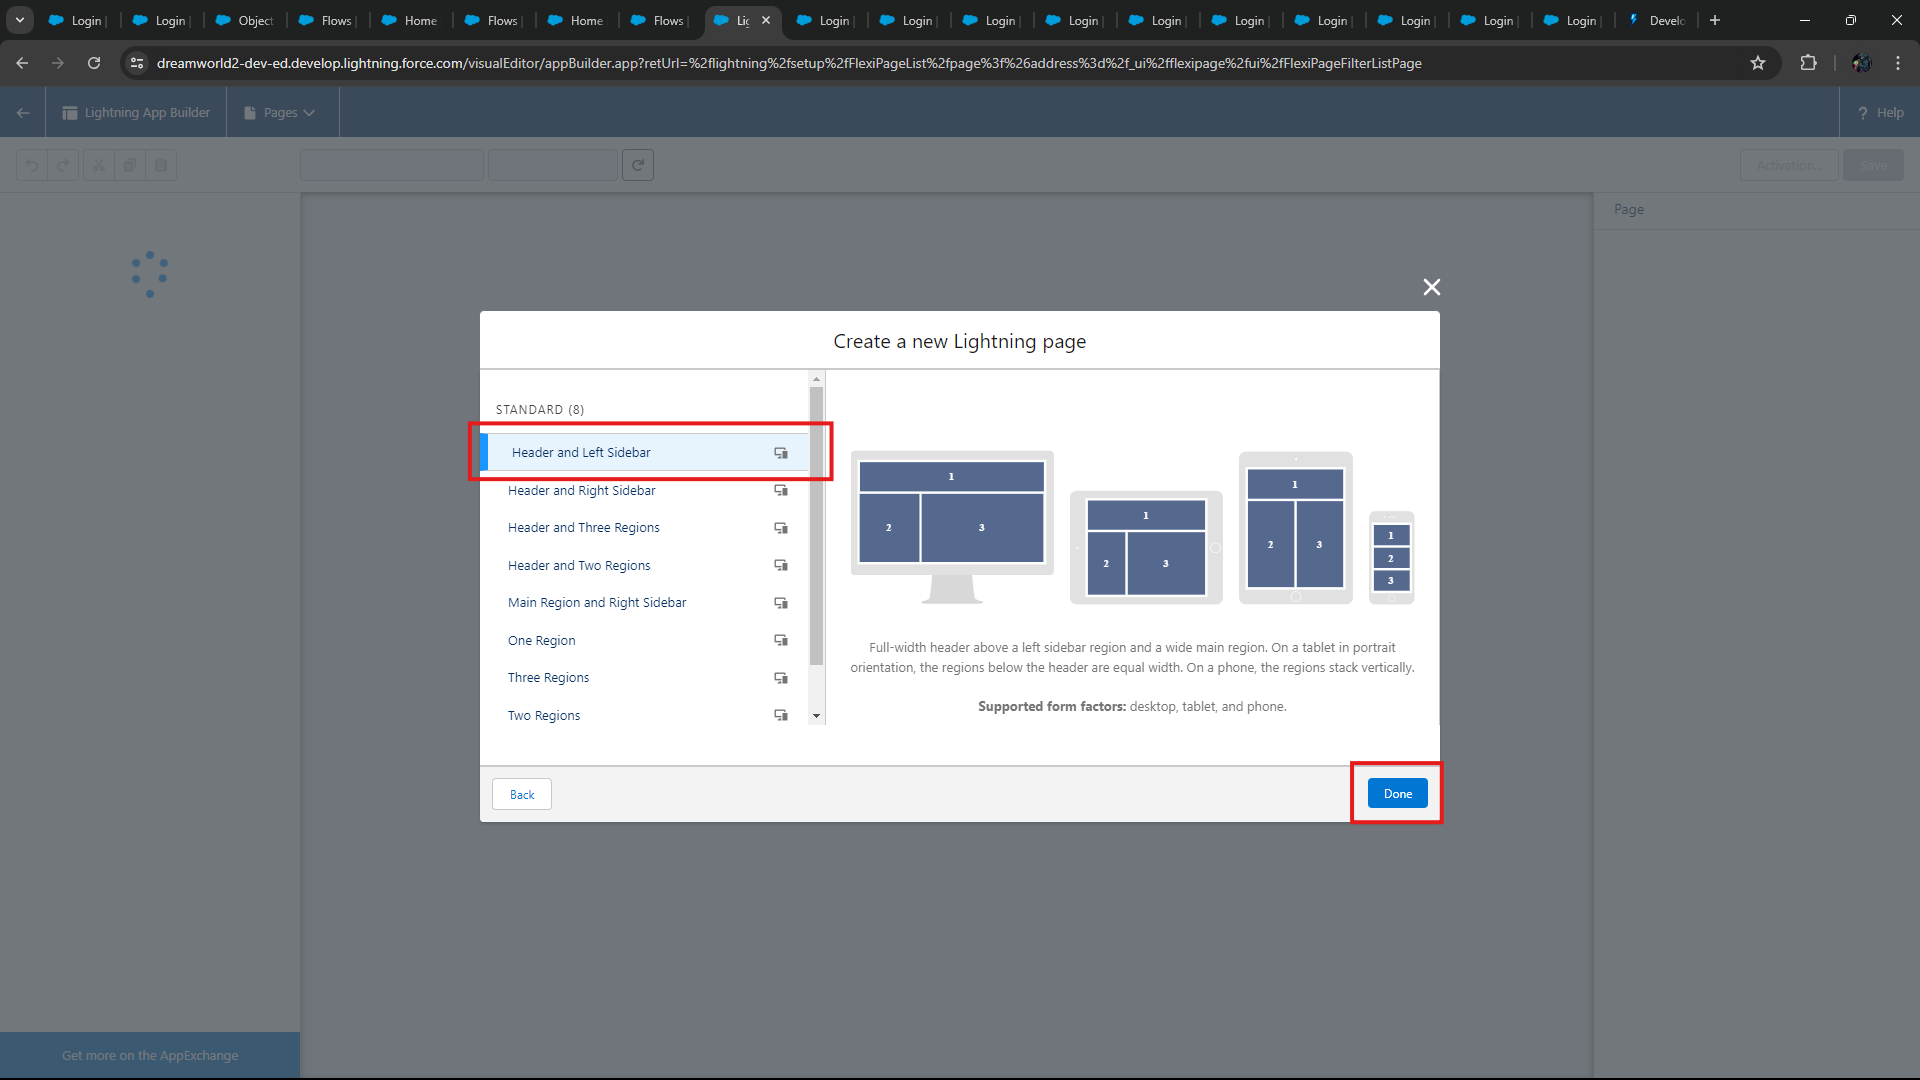 Login |
Login |
Object
Flows |
Home
Flows |
Home
Flows |
Lig
Login |
Login |
Login |
Login |
Login |
Login |
Login |
Login |
Login |
Login |
Develo
dreamworld2-dev-ed.develop.lightning.force.com/visualEditor/appBuilder.app?retUrl=%2flightning%2fsetup%2fFlexiPageList%2fpage%3f%26address%3d%2f_ui%2fflexipage%2fui%2fFlexiPageFilterListPage
Lightning App Builder
Pages
? Help
Activation...
Save
Page
Create a new Lightning page
STANDARD (8)
Header and Left Sidebar
Header and Right Sidebar
Header and Three Regions
Header and Two Regions
Main Region and Right Sidebar
One Region
Three Regions
Two Regions
1
2
3
1
2
3
1
2
3
1
2
3
Full-width header above a left sidebar region and a wide main region. On a tablet in portrait
orientation, the regions below the header are equal width. On a phone, the regions stack vertically.
Supported form factors: desktop, tablet, and phone.
Back
Done
Get more on the AppExchange